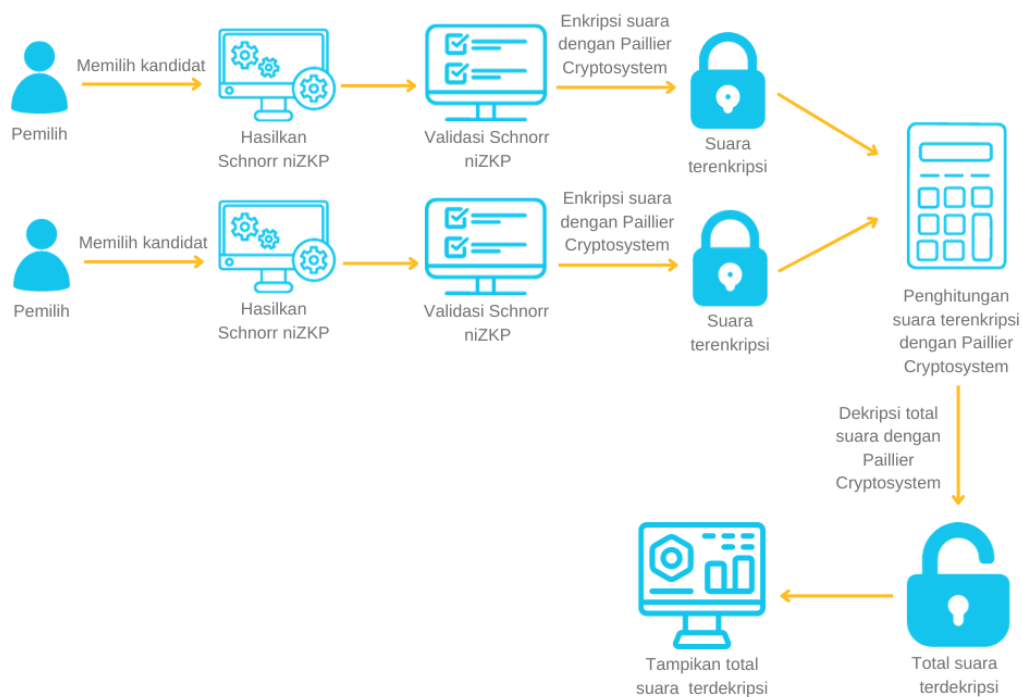 Memilih kandidat
Pemilih
Hasilkan
Schnorr niZKP
Validasi Schnorr
niZKP
Enkripsi suara
dengan Paillier
Cryptosystem
Suara
terenkripsi
Memilih kandidat
Pemilih
Hasilkan
Schnorr niZKP
Validasi Schnorr
niZKP
Enkripsi suara
dengan Paillier
Cryptosystem
Suara
terenkripsi
Penghitungan
suara terenkripsi
dengan Paillier
Cryptosystem
Dekripsi total
suara dengan
Paillier
Cryptosystem
Total suara
terdekripsi
Tampikan total
suara terdekripsi